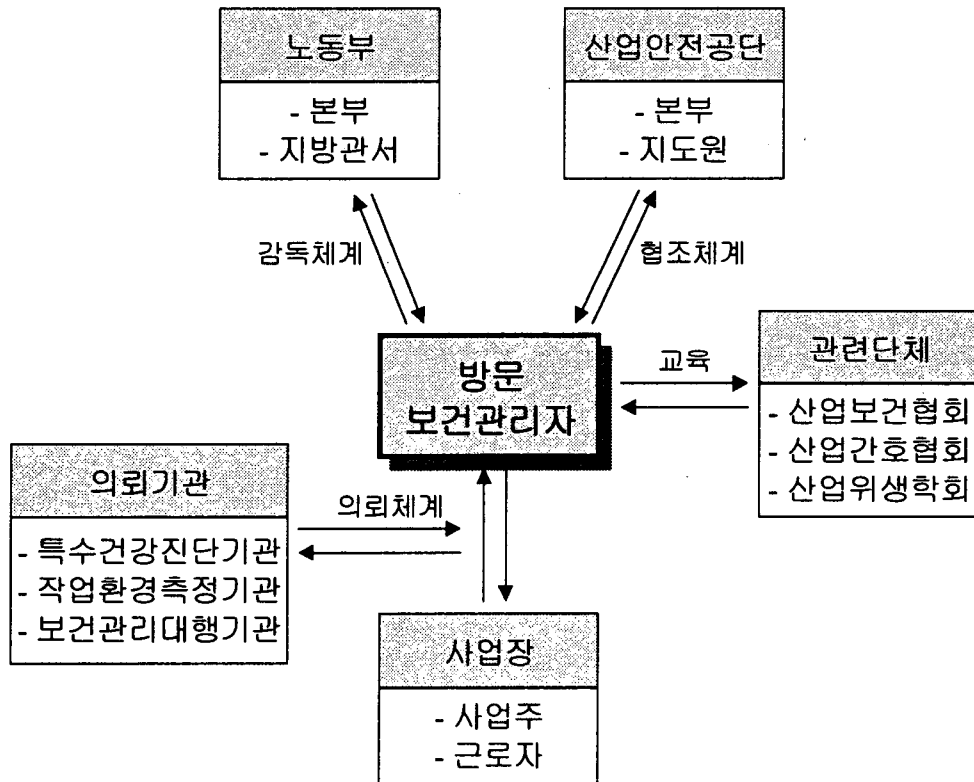 노동부
- 본부
- 지방관서
산업안전공단
- 본부
- 지도원
감독체계
협조체계
방문
보건관리자
교육
관련단체
- 산업보건협회
- 산업간호협회
- 산업위생학회
의뢰기관
- 특수건강진단기관
- 작업환경측정기관
- 보건관리대행기관
의뢰체계
사업장
- 사업주
- 근로자